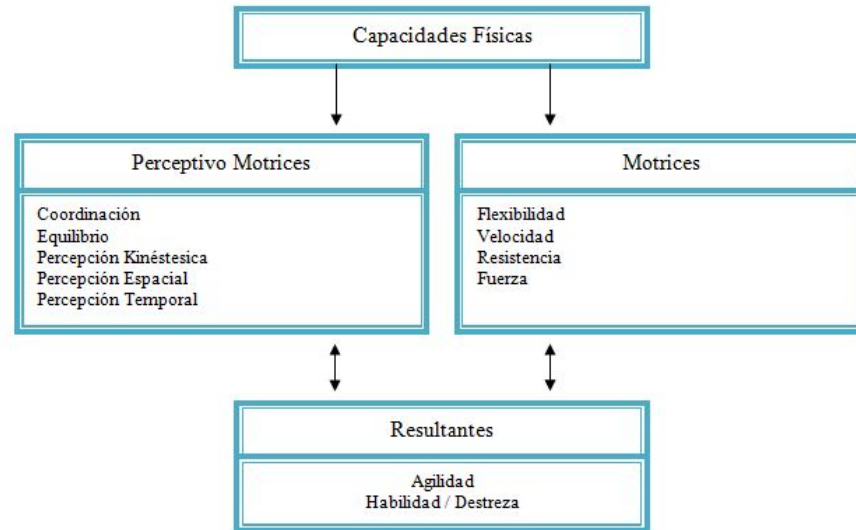 Capacidades Físicas
Perceptivo Motrices
Coordinación
Equilibrio
Percepción Kinéstesica
Percepción Espacial
Percepción Temporal
Motrices
Flexibilidad
Velocidad
Resistencia
Fuerza
Resultantes
Agilidad
Habilidad / Destreza